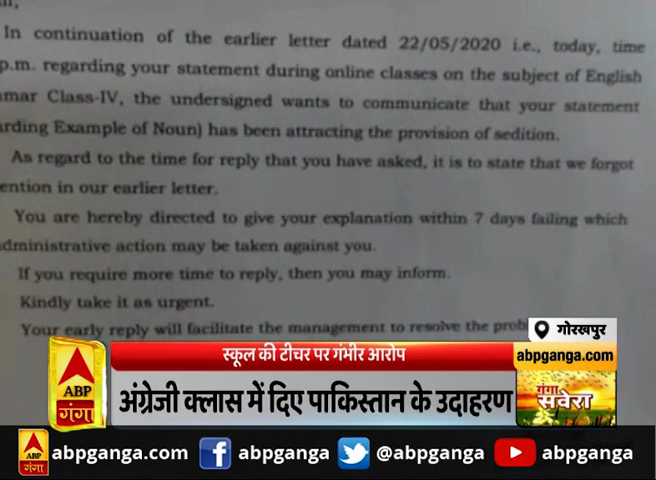 In continuation of the earlier letter dated 22/05/2020 i.e., today, time
p.m. regarding your statement during online classes on the subject of English
mar Class-IV, the undersigned wants to communicate that your statement
arding Example of Noun) has been attracting the provision of sedition.
As regard to the time for reply that you have asked, it is to state that we forgot
ention in our earlier letter.
You are hereby directed to give your explanation within 7 days failing which
dministrative action may be taken against you.
If you require more time to reply, then you may inform.
Kindly take it as urgent.
Your early reply will facilitate the management to resolve the prob
गोरखपुर
स्कूल की टीचर पर गंभीर आरोप
abpganga.com
ABP
गंगा
अंग्रेजी क्लास में दिए पाकिस्तान के उदाहरण
गंगा
सवेरा
ABP
गंगा
abpganga.com abpganga @abpganga abpganga